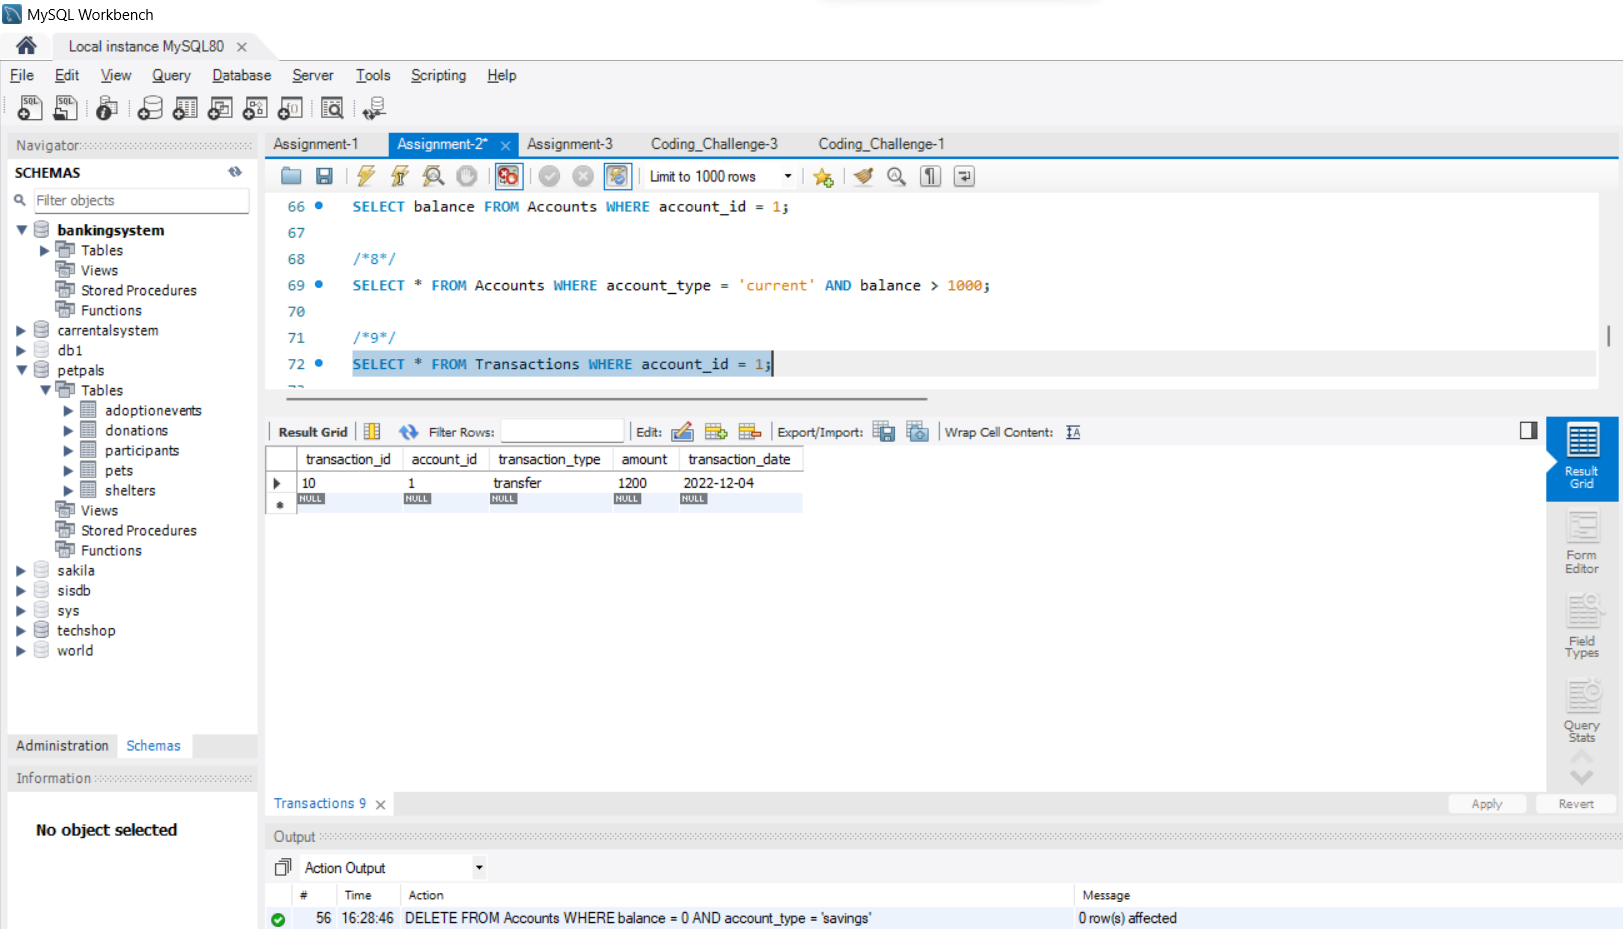 MySQL Workbench
Local instance MySQL80
File Edit View Query Database Server Tools Scripting Help
Navigator
SCHEMAS
Filter objects
bankingsystem
Tables
Views
Stored Procedures
Functions
carrentalsystem
db1
petpals
Tables
adoptionevents
donations
participants
pets
shelters
Views
Stored Procedures
Functions
sakila
sisdb
sys
techshop
world
Administration Schemas
Information
No object selected
Assignment-1 Assignment-2* Assignment-3 Coding_Challenge-3 Coding_Challenge-1
Limit to 1000 rows
66 SELECT balance FROM Accounts WHERE account_id = 1;
67
68 /*8*/
69 SELECT * FROM Accounts WHERE account_type = 'current' AND balance > 1000;
70
71 /*9*/
72 SELECT * FROM Transactions WHERE account_id = 1;
Result Grid Filter Rows: Edit: Export/Import: Wrap Cell Content:
transaction_id account_id transaction_type amount transaction_date
10 1 transfer 1200 2022-12-04
NULL NULL NULL NULL NULL
Result
Grid
Form
Editor
Field
Types
Query
Stats
Transactions 9 Apply Revert
Output
Action Output
# Time Action Message
56 16:28:46 DELETE FROM Accounts WHERE balance = 0 AND account_type = 'savings' 0 row(s) affected